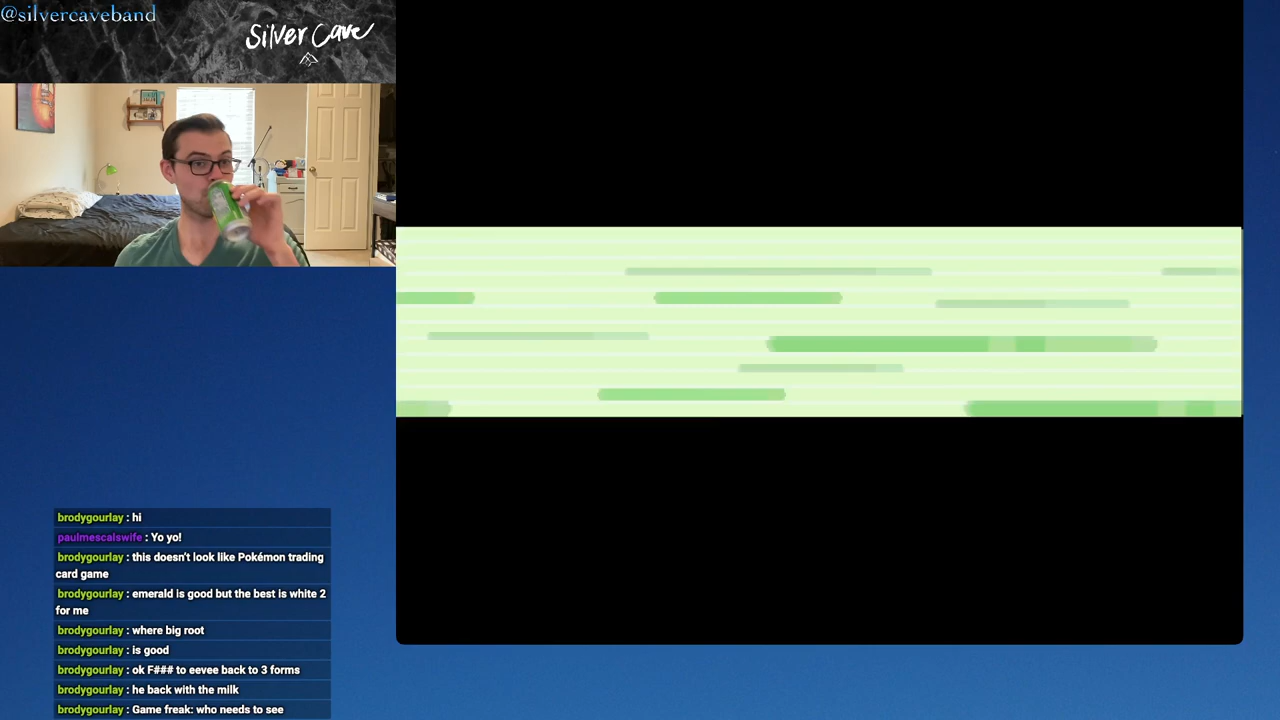 @silvercaveband
Silver Cave
brodygourlay : hi
paulmescalswife : Yo yo!
brodygourlay : this doesn't look like Pokémon trading
card game
brodygourlay : emerald is good but the best is white 2
for me
brodygourlay : where big root
brodygourlay : is good
brodygourlay : ok F### to eevee back to 3 forms
brodygourlay : he back with the milk
brodygourlay : Game freak: who needs to see